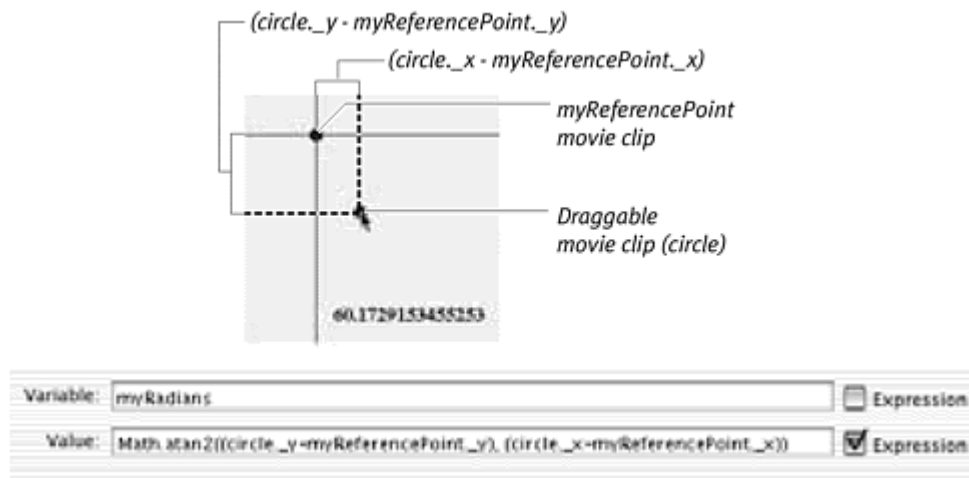 (circle._y - myReferencePoint._y)
(circle._x - myReferencePoint._x)
myReferencePoint
movie clip
Draggable
movie clip (circle)
60.1729153455253
Variable: myRadians Expression
Value: Math.atan2((circle._y-myReferencePoint._y), (circle._x-myReferencePoint._x)) Expression